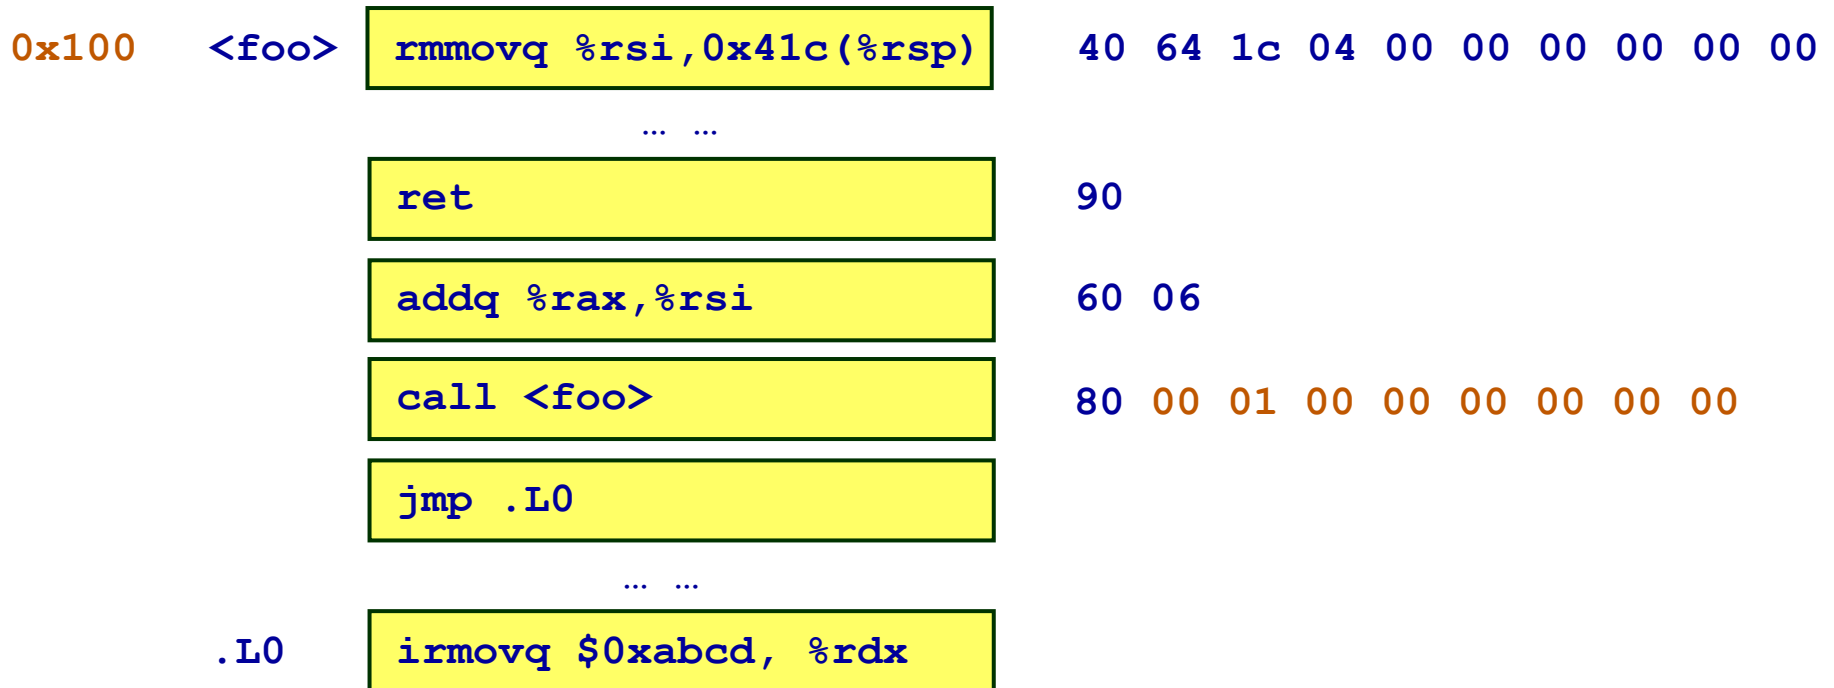 0x100 <foo> rmmovq %rsi,0x41c(%rsp) 40 64 1c 04 00 00 00 00 00 00
… …
ret 90
addq %rax,%rsi 60 06
call <foo> 80 00 01 00 00 00 00 00 00
jmp .L0
… …
.L0 irmovq $0xabcd, %rdx